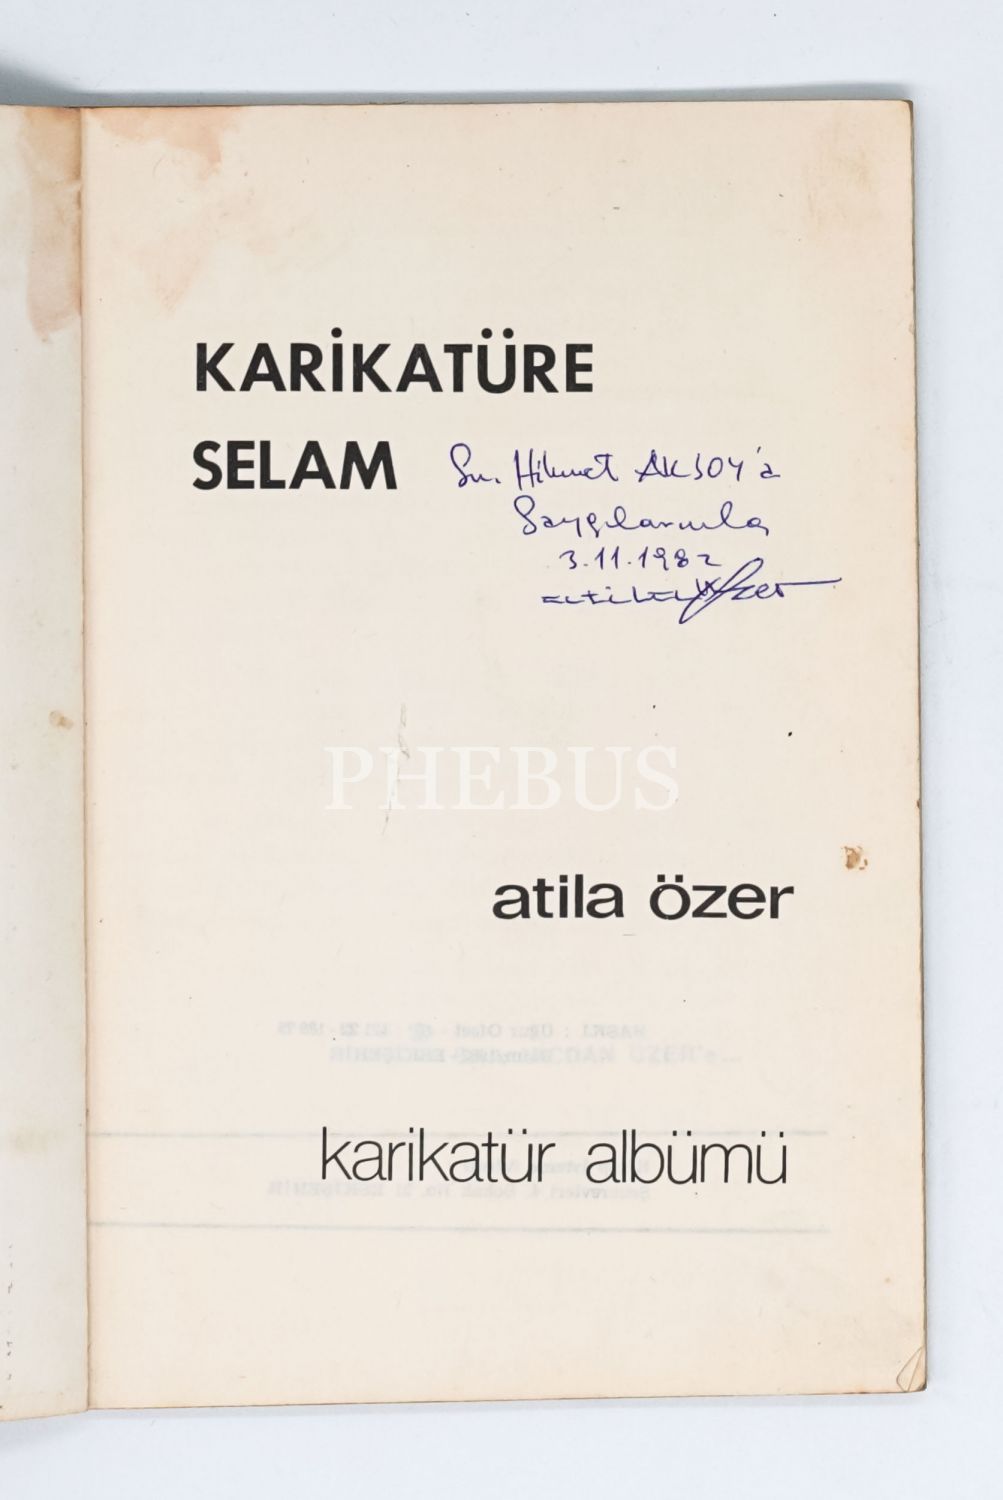 KARİKATÜRE
SELAM
Sn. Hikmet AKSOY'a
Saygılarımla
3.11.1982
PHEBUS
atila özer
karikatür albümü